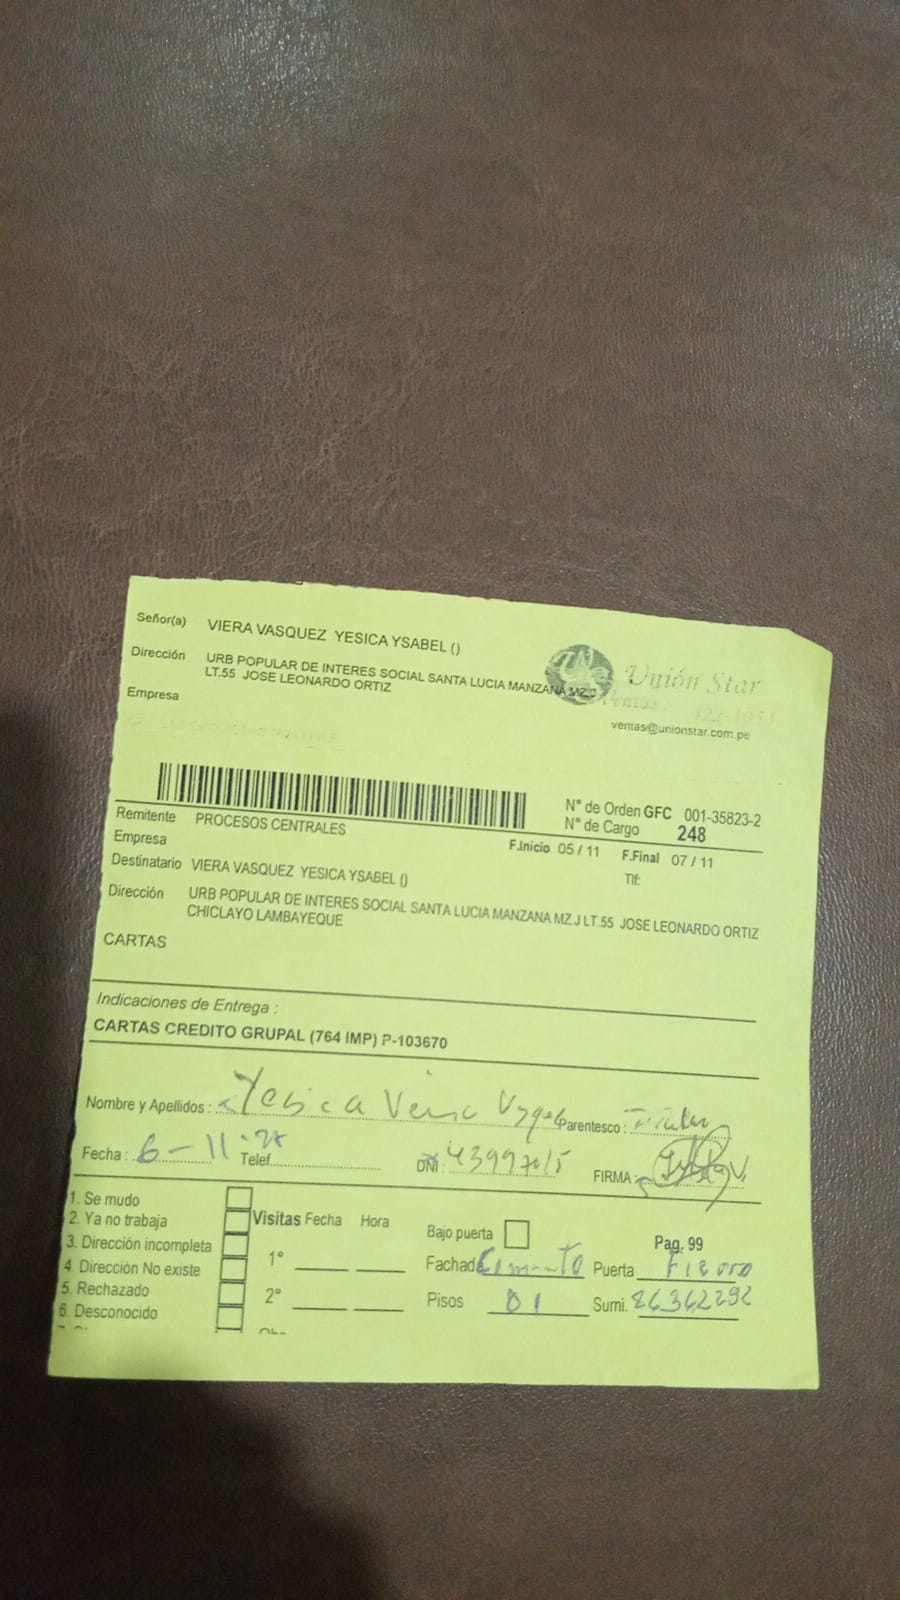 Señor(a) VIERA VASQUEZ YESICA YSABEL ()
Dirección URB POPULAR DE INTERES SOCIAL SANTA LUCIA MANZANA MZ.J
LT.55 JOSE LEONARDO ORTIZ
Empresa
Unión Star
Ventas:
ventas@unionstar.com.pe
N° de Orden GFC 001-35823-2
N° de Cargo 248
Remitente PROCESOS CENTRALES
Empresa
F.Inicio 05 / 11 F.Final 07 / 11
Destinatario VIERA VASQUEZ YESICA YSABEL ()
Tlf:
Dirección URB POPULAR DE INTERES SOCIAL SANTA LUCIA MANZANA MZ.J LT.55 JOSE LEONARDO ORTIZ
CHICLAYO LAMBAYEQUE
CARTAS
Indicaciones de Entrega :
CARTAS CREDITO GRUPAL (764 IMP) P-103670
Nombre y Apellidos : Yesica Viera Parentesco : Titular
Fecha : 6-11 Telef. DNI : 43997015 FIRMA :
1. Se mudo
2. Ya no trabaja
3. Dirección incompleta
4 Dirección No existe
5. Rechazado
6. Desconocido
Visitas Fecha Hora
1°
2°
Bajo puerta
Pag. 99
Fachada Cemento Puerta Fierro
Pisos 01 Sumi. 26362292